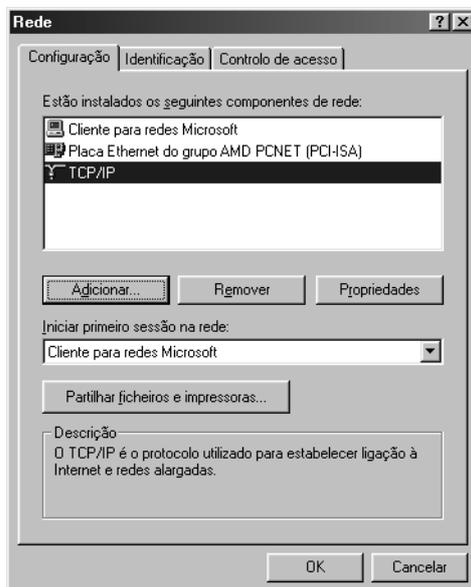 Rede
Configuração Identificação Controlo de acesso
Estão instalados os seguintes componentes de rede:
Cliente para redes Microsoft
Placa Ethernet do grupo AMD PCNET (PCI-ISA)
TCP/IP
Adicionar... Remover Propriedades
Iniciar primeiro sessão na rede:
Cliente para redes Microsoft
Partilhar ficheiros e impressoras...
Descrição
O TCP/IP é o protocolo utilizado para estabelecer ligação à
Internet e redes alargadas.
OK Cancelar